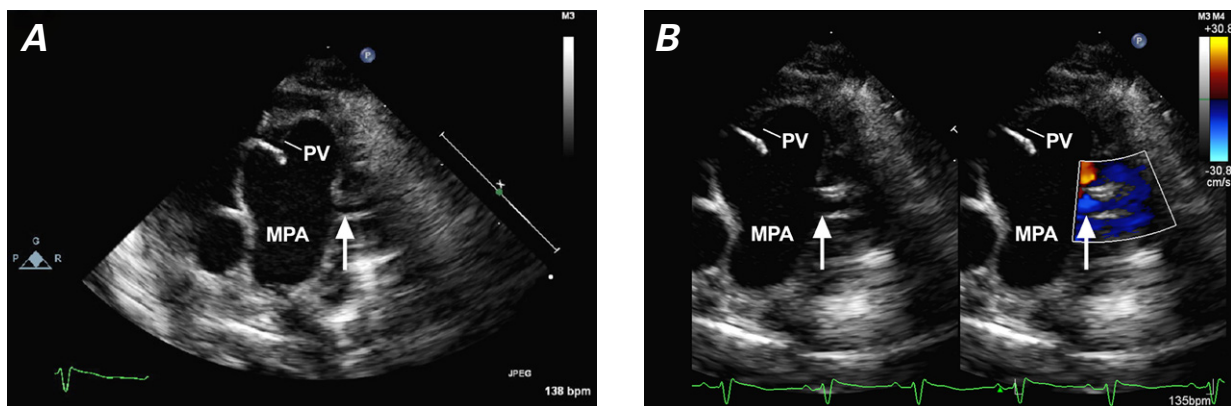 A
M3
P
PV
MPA
G
P R
JPEG
138 bpm
B
M3 M4
+30.8
P
PV
PV
-30.8
cm/s
MPA
MPA
135bpm